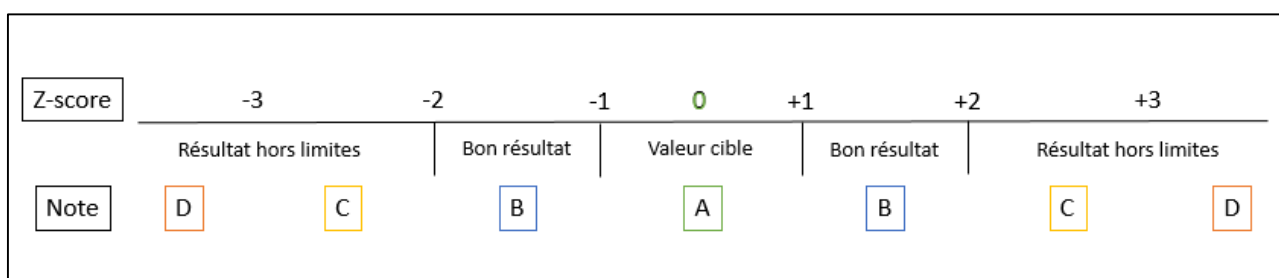 Z-score -3 -2 -1 0 +1 +2 +3
Résultat hors limites Bon résultat Valeur cible Bon résultat Résultat hors limites
Note D C B A B C D